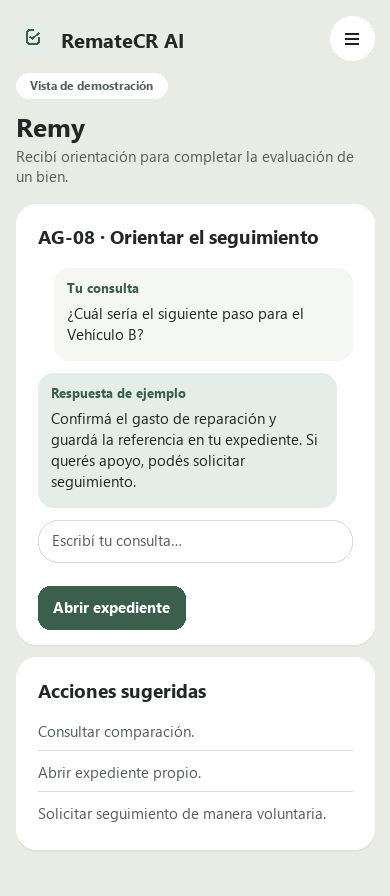 RemateCR AI
Vista de demostración
Remy
Recibí orientación para completar la evaluación de
un bien.
AG-08 · Orientar el seguimiento
Tu consulta
¿Cuál sería el siguiente paso para el
Vehículo B?
Respuesta de ejemplo
Confirmá el gasto de reparación y
guardá la referencia en tu expediente. Si
querés apoyo, podés solicitar
seguimiento.
Escribí tu consulta...
Abrir expediente
Acciones sugeridas
Consultar comparación.
Abrir expediente propio.
Solicitar seguimiento de manera voluntaria.